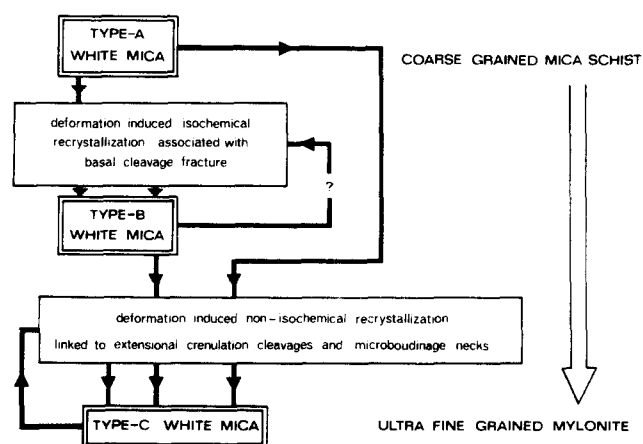 TYPE-A
WHITE MICA
COARSE GRAINED MICA SCHIST
deformation induced isochemical
recrystallization associated with
basal cleavage fracture
?
TYPE-B
WHITE MICA
deformation induced non-isochemical recrystallization
linked to extensional crenulation cleavages and microboudinage necks
TYPE-C WHITE MICA
ULTRA FINE GRAINED MYLONITE